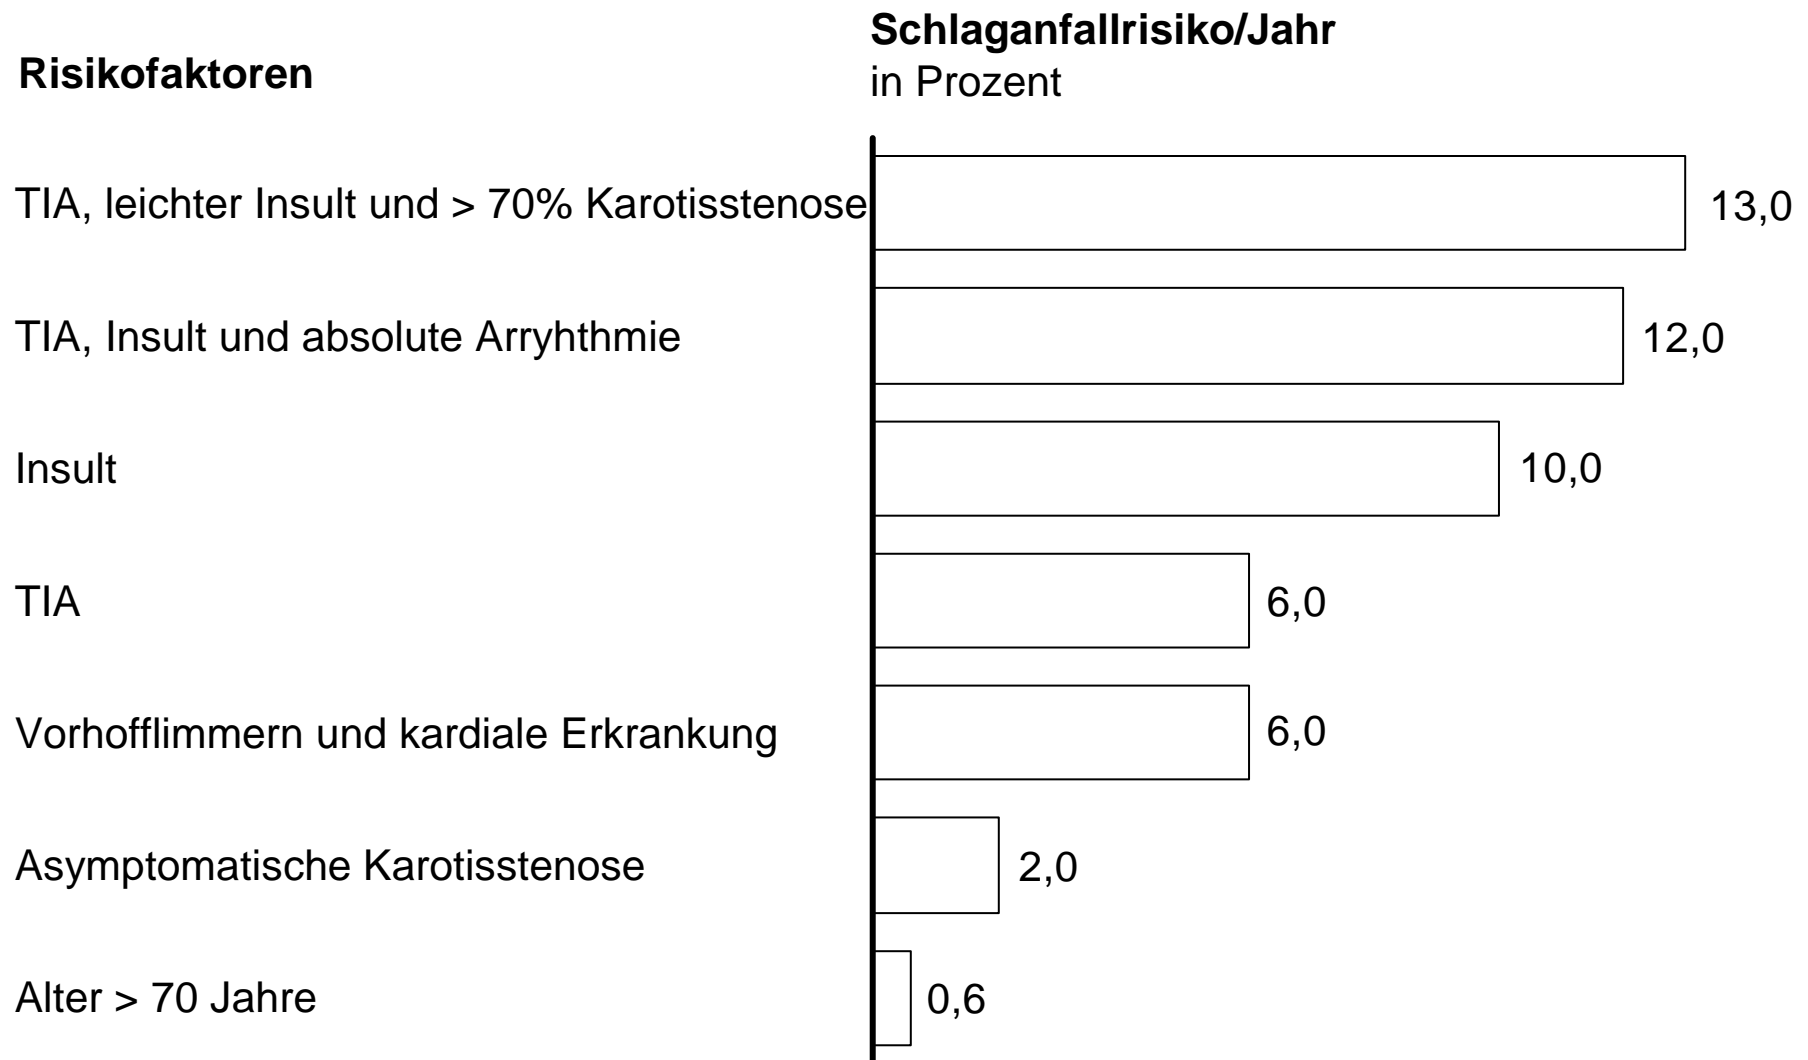 Schlaganfallrisiko/Jahr
in Prozent
Risikofaktoren
TIA, leichter Insult und > 70% Karotisstenose 13,0
TIA, Insult und absolute Arryhthmie 12,0
Insult 10,0
TIA 6,0
Vorhofflimmern und kardiale Erkrankung 6,0
Asymptomatische Karotisstenose 2,0
Alter > 70 Jahre 0,6